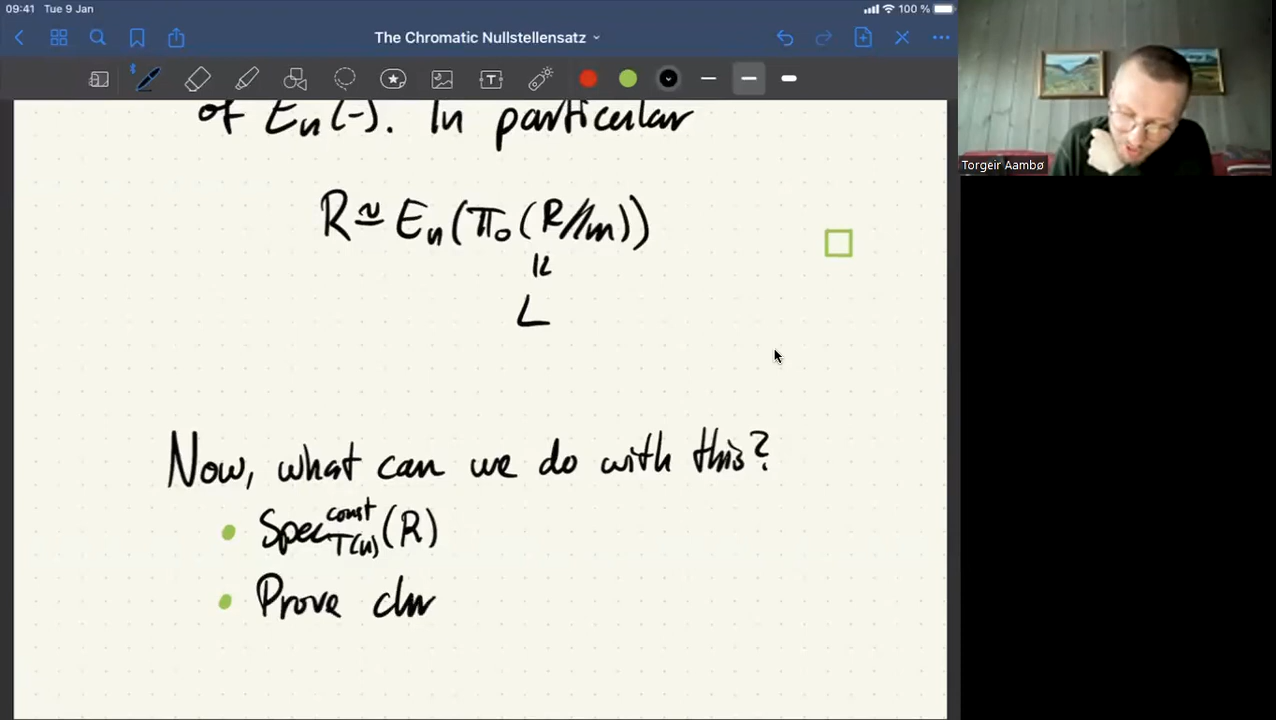 09:41 Tue 9 Jan
100 %
The Chromatic Nullstellensatz
T
of Eₙ(-). In particular
R ≃ Eₙ(π₀(R//m))
L
Now, what can we do with this?
• Spec^const_T(n)(R)
• Prove
Torgeir Aambø